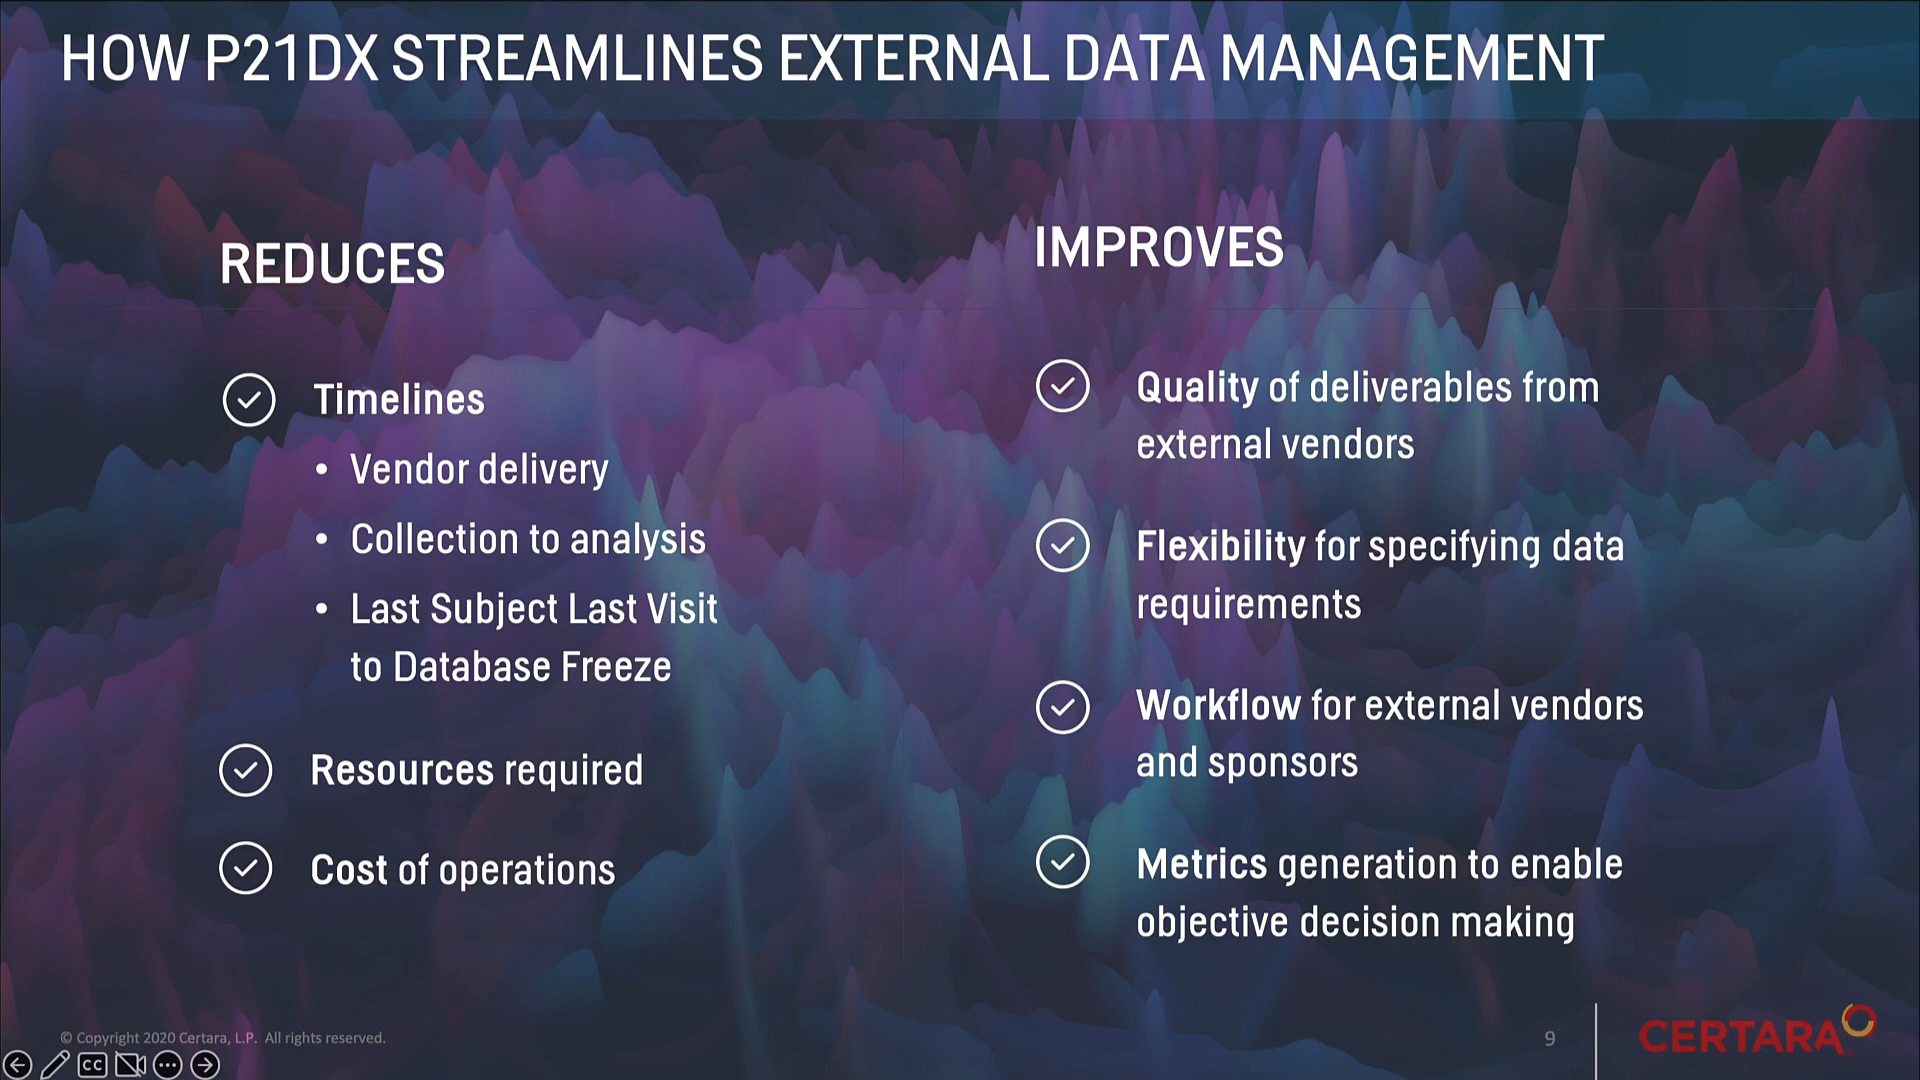 HOW P21DX STREAMLINES EXTERNAL DATA MANAGEMENT
REDUCES
Timelines
• Vendor delivery
• Collection to analysis
• Last Subject Last Visit
to Database Freeze
Resources required
Cost of operations
IMPROVES
Quality of deliverables from
external vendors
Flexibility for specifying data
requirements
Workflow for external vendors
and sponsors
Metrics generation to enable
objective decision making
© Copyright 2020 Certara, L.P. All rights reserved.
9
CERTARA
CC